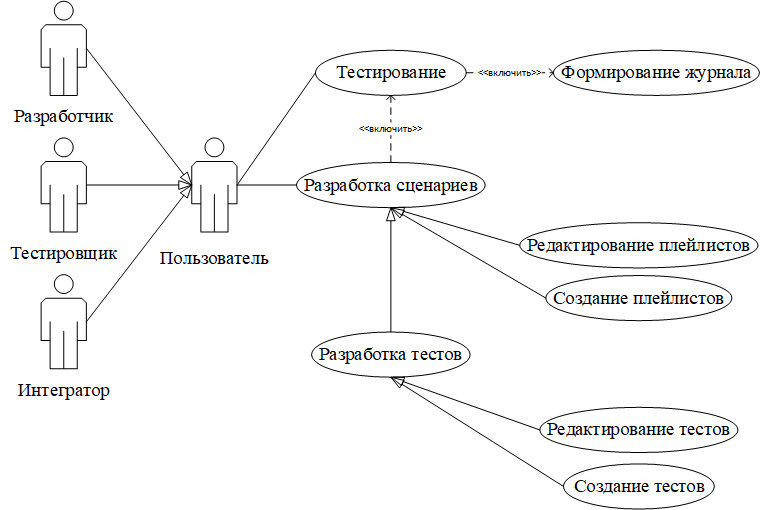 Разработчик
Тестировщик
Интегратор
Пользователь
Тестирование
<<включить>>
Формирование журнала
<<включить>>
Разработка сценариев
Редактирование плейлистов
Создание плейлистов
Разработка тестов
Редактирование тестов
Создание тестов